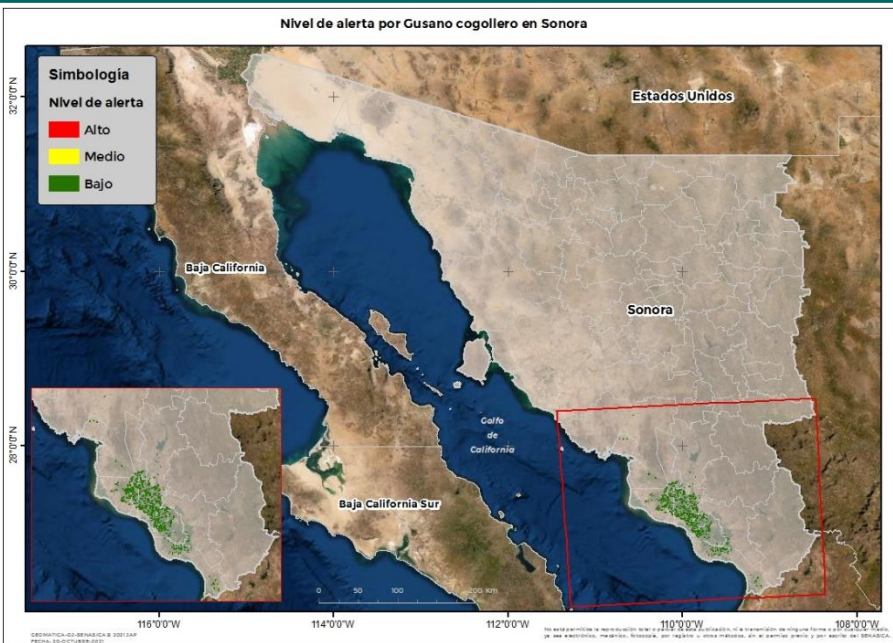 Nivel de alerta por Gusano cogollero en Sonora
Simbología
Nivel de alerta
Alto
Medio
Bajo
Estados Unidos
32°0'0"N
Baja California
30°0'0"N
Sonora
Golfo
de
California
28°0'0"N
Baja California Sur
0 50 100 200 Km
115°0'0"W
114°0'0"W
112°0'0"W
110°0'0"W
108°0'0"W